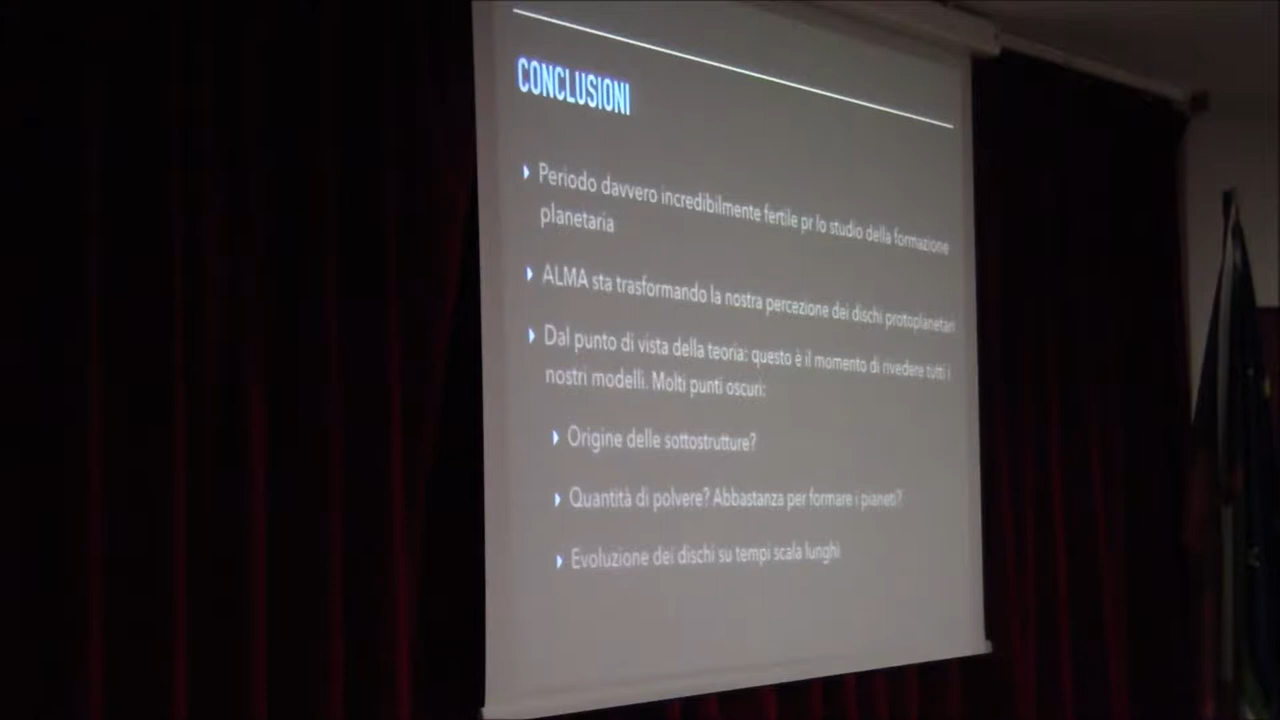 CONCLUSIONI
Periodo davvero incredibilmente fertile pr lo studio della formazione
planetaria
ALMA sta trasformando la nostra percezione dei dischi protoplanetari
Dal punto di vista della teoria: questo è il momento di rivedere tutti i
nostri modelli. Molti punti oscuri:
Origine delle sottostrutture?
Quantità di polvere? Abbastanza per formare i pianeti?
Evoluzione dei dischi su tempi scala lunghi